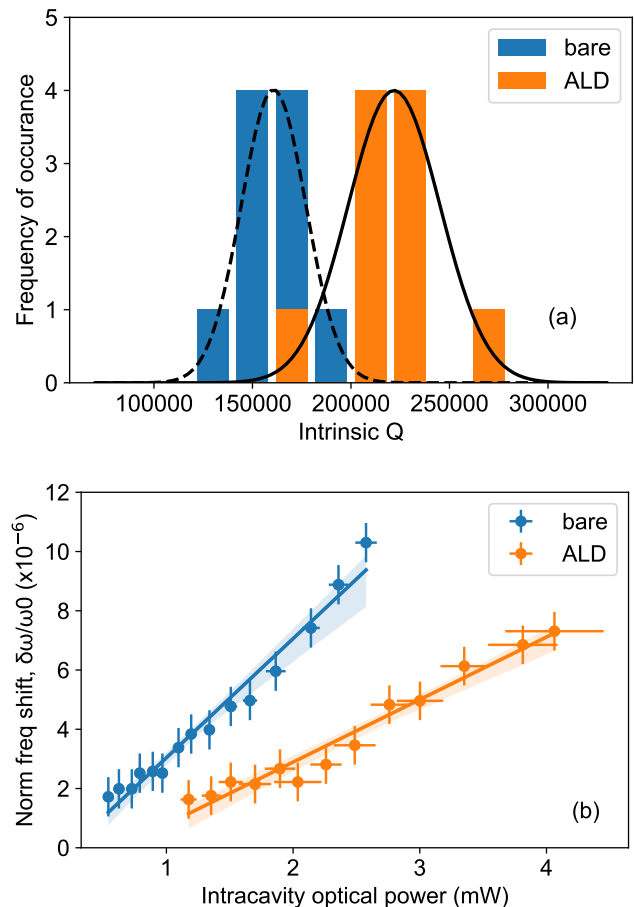 5
4
3
2
1
0
Frequency of occurance
bare
ALD
(a)
100000 150000 200000 250000 300000
Intrinsic Q
12
10
8
6
4
2
0
Norm freq shift, δω/ω0 (x10⁻⁶)
bare
ALD
(b)
1 2 3 4
Intracavity optical power (mW)